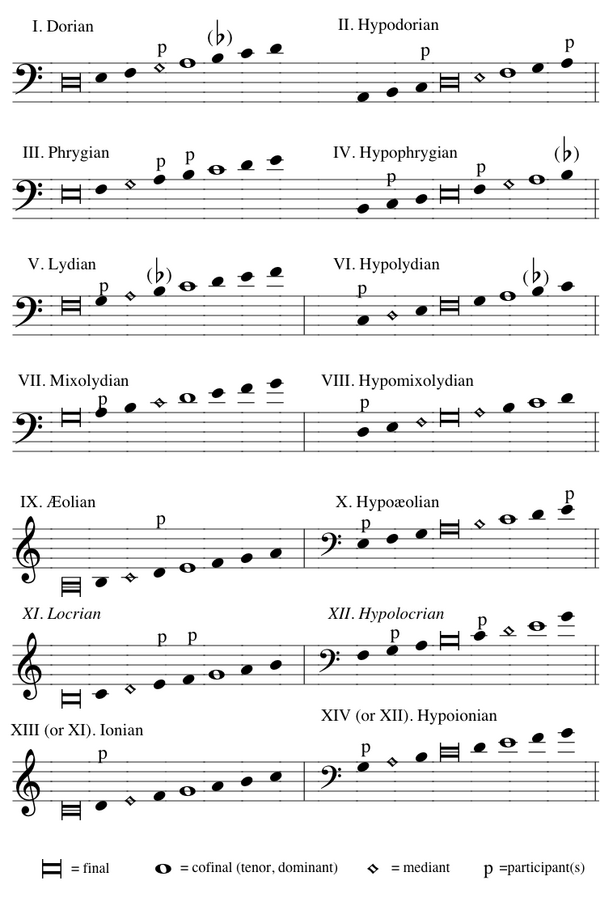 I. Dorian
II. Hypodorian
p (♭) p p
III. Phrygian
IV. Hypophrygian
p p p p (♭)
V. Lydian
VI. Hypolydian
p (♭) p (♭)
VII. Mixolydian
VIII. Hypomixolydian
p p
IX. Æolian
X. Hypoæolian
p p p
XI. Locrian
XII. Hypolocrian
p p p p
XIII (or XI). Ionian
XIV (or XII). Hypoionian
p p
= final
= cofinal (tenor, dominant)
= mediant
p =participant(s)